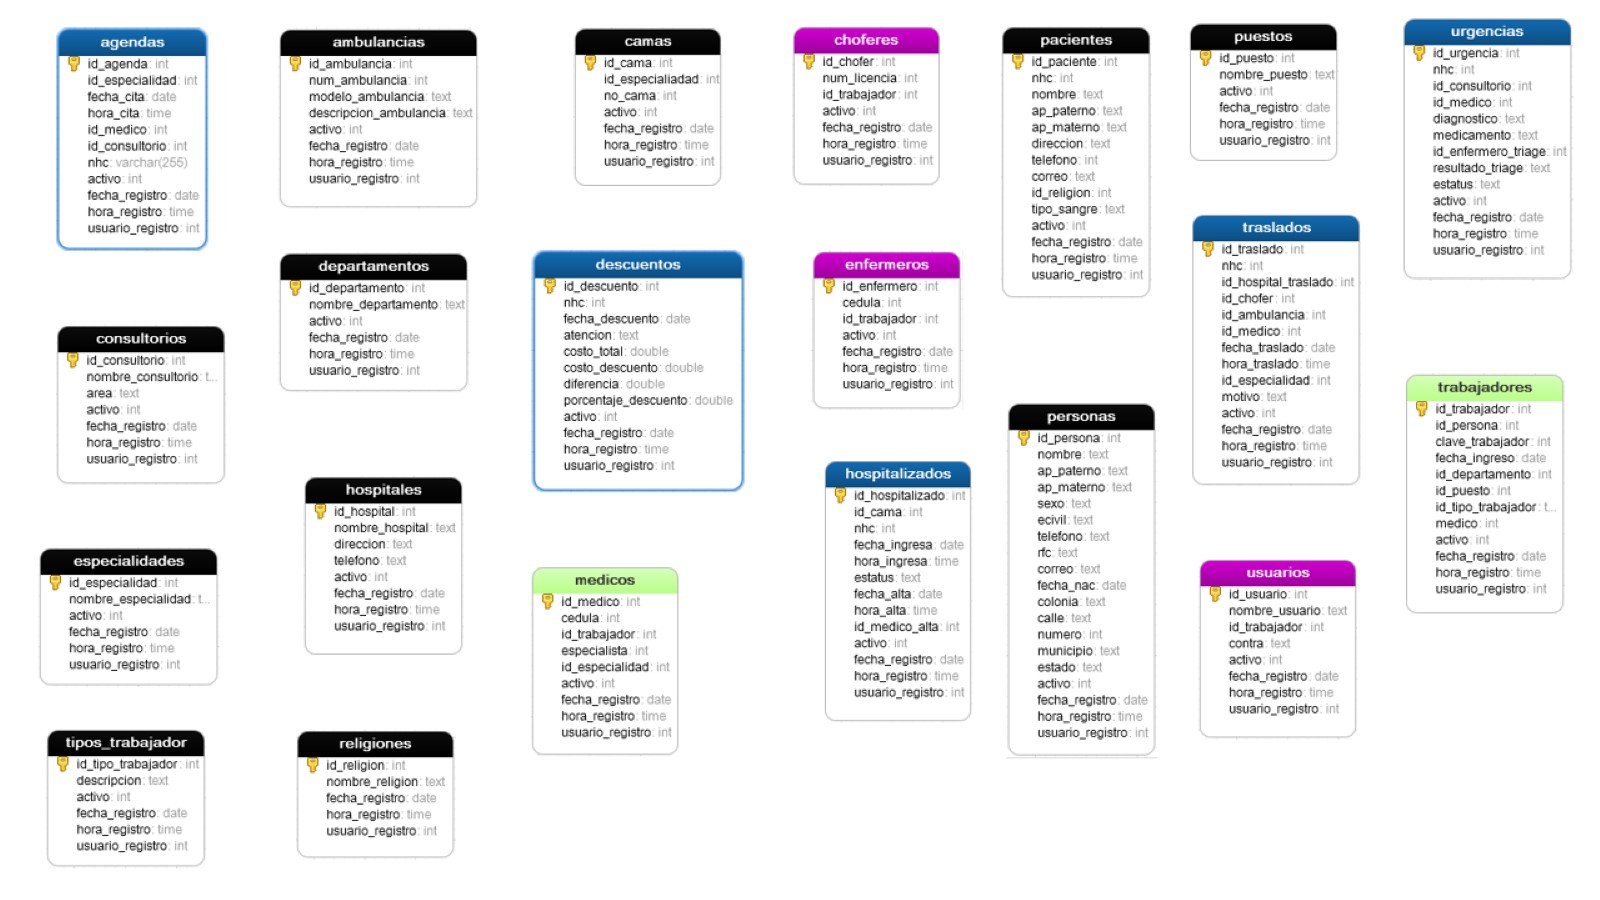 agendas
id_agenda: int
id_especialidad: int
fecha_cita: date
hora_cita: time
id_medico: int
id_consultorio: int
nhc: varchar(255)
activo: int
fecha_registro: date
hora_registro: time
usuario_registro: int
ambulancias
id_ambulancia: int
num_ambulancia: int
modelo_ambulancia: text
descripcion_ambulancia: text
activo: int
fecha_registro: date
hora_registro: time
usuario_registro: int
camas
id_cama: int
id_especialiadad: int
no_cama: int
activo: int
fecha_registro: date
hora_registro: time
usuario_registro: int
choferes
id_chofer: int
num_licencia: int
id_trabajador: int
activo: int
fecha_registro: date
hora_registro: time
usuario_registro: int
pacientes
id_paciente: int
nhc: int
nombre: text
ap_paterno: text
ap_materno: text
direccion: text
telefono: int
correo: text
id_religion: int
tipo_sangre: text
activo: int
fecha_registro: date
hora_registro: time
usuario_registro: int
puestos
id_puesto: int
nombre_puesto: text
activo: int
fecha_registro: date
hora_registro: time
usuario_registro: int
urgencias
id_urgencia: int
nhc: int
id_consultorio: int
id_medico: int
diagnostico: text
medicamento: text
id_enfermero_triage: int
resultado_triage: text
estatus: text
activo: int
fecha_registro: date
hora_registro: time
usuario_registro: int
consultorios
id_consultorio: int
nombre_consultorio: t...
area: text
activo: int
fecha_registro: date
hora_registro: time
usuario_registro: int
departamentos
id_departamento: int
nombre_departamento: text
activo: int
fecha_registro: date
hora_registro: time
usuario_registro: int
descuentos
id_descuento: int
nhc: int
fecha_descuento: date
atencion: text
costo_total: double
costo_descuento: double
diferencia: double
porcentaje_descuento: double
activo: int
fecha_registro: date
hora_registro: time
usuario_registro: int
enfermeros
id_enfermero: int
cedula: int
id_trabajador: int
activo: int
fecha_registro: date
hora_registro: time
usuario_registro: int
traslados
id_traslado: int
nhc: int
id_hospital_traslado: int
id_chofer: int
id_ambulancia: int
id_medico: int
fecha_traslado: date
hora_traslado: time
id_especialidad: int
motivo: text
activo: int
fecha_registro: date
hora_registro: time
usuario_registro: int
trabajadores
id_trabajador: int
id_persona: int
clave_trabajador: int
fecha_ingreso: date
id_departamento: int
id_puesto: int
id_tipo_trabajador: t...
medico: int
activo: int
fecha_registro: date
hora_registro: time
usuario_registro: int
especialidades
id_especialidad: int
nombre_especialidad: t...
activo: int
fecha_registro: date
hora_registro: time
usuario_registro: int
hospitales
id_hospital: int
nombre_hospital: text
direccion: text
telefono: text
activo: int
fecha_registro: date
hora_registro: time
usuario_registro: int
medicos
id_medico: int
cedula: int
id_trabajador: int
especialista: int
id_especialidad: int
activo: int
fecha_registro: date
hora_registro: time
usuario_registro: int
hospitalizados
id_hospitalizado: int
id_cama: int
nhc: int
fecha_ingresa: date
hora_ingresa: time
estatus: text
fecha_alta: date
hora_alta: time
id_medico_alta: int
activo: int
fecha_registro: date
hora_registro: time
usuario_registro: int
personas
id_persona: int
nombre: text
ap_paterno: text
ap_materno: text
sexo: text
ecivil: text
telefono: text
rfc: text
correo: text
fecha_nac: date
colonia: text
calle: text
numero: int
municipio: text
estado: text
activo: int
fecha_registro: date
hora_registro: time
usuario_registro: int
usuarios
id_usuario: int
nombre_usuario: text
id_trabajador: int
contra: text
activo: int
fecha_registro: date
hora_registro: time
usuario_registro: int
tipos_trabajador
id_tipo_trabajador: int
descripcion: text
activo: int
fecha_registro: date
hora_registro: time
usuario_registro: int
religiones
id_religion: int
nombre_religion: text
fecha_registro: date
hora_registro: time
usuario_registro: int